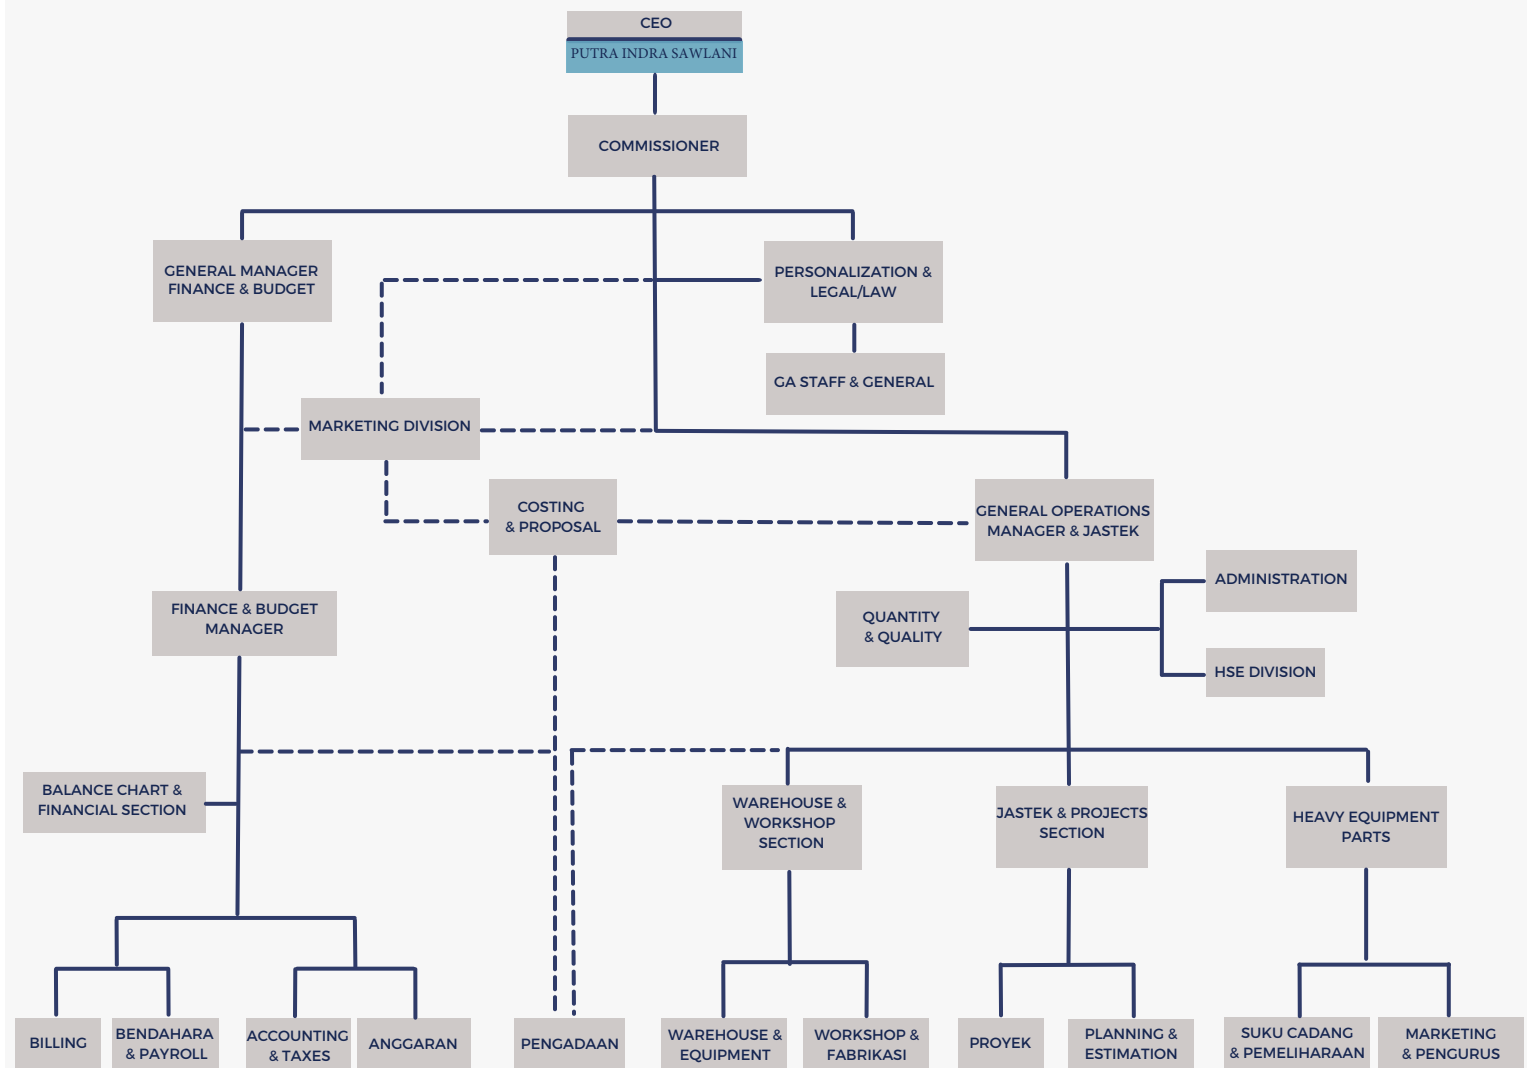 CEO
PUTRA INDRA SAWLANI
COMMISSIONER
GENERAL MANAGER
FINANCE & BUDGET
PERSONALIZATION &
LEGAL/LAW
GA STAFF & GENERAL
MARKETING DIVISION
COSTING
& PROPOSAL
GENERAL OPERATIONS
MANAGER & JASTEK
ADMINISTRATION
FINANCE & BUDGET
MANAGER
QUANTITY
& QUALITY
HSE DIVISION
BALANCE CHART &
FINANCIAL SECTION
WAREHOUSE &
WORKSHOP
SECTION
JASTEK & PROJECTS
SECTION
HEAVY EQUIPMENT
PARTS
BILLING
BENDAHARA
& PAYROLL
ACCOUNTING
& TAXES
ANGGARAN
PENGADAAN
WAREHOUSE &
EQUIPMENT
WORKSHOP &
FABRIKASI
PROYEK
PLANNING &
ESTIMATION
SUKU CADANG
& PEMELIHARAAN
MARKETING
& PENGURUS